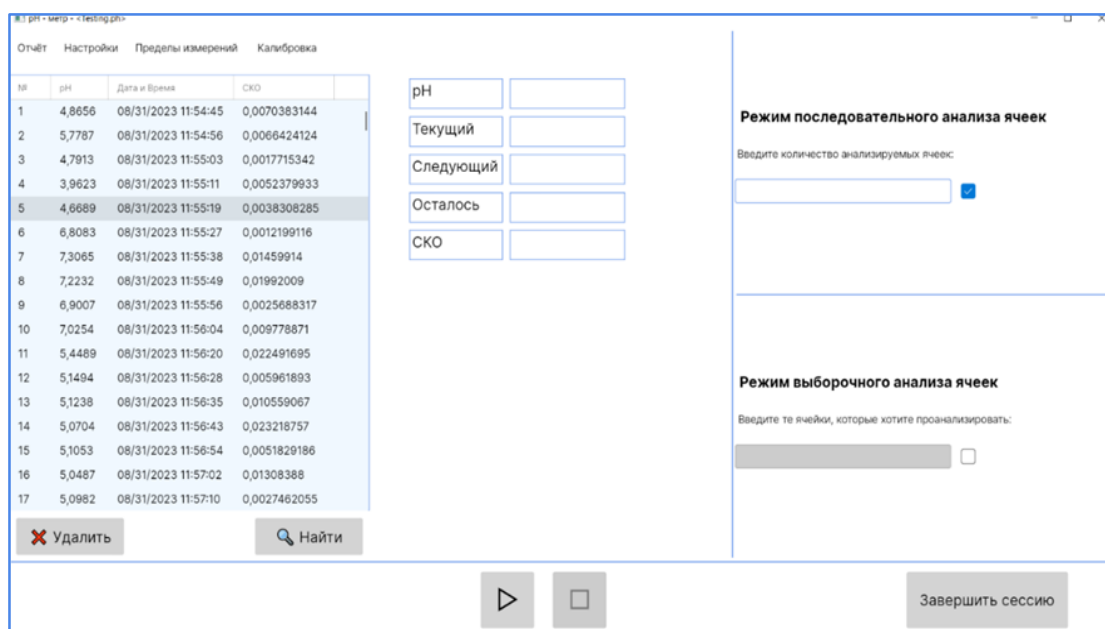 pH - метр - <Testing.ph>
Отчёт Настройки Пределы измерений Калибровка
№ pH Дата и Время СКО
1 4,8656 08/31/2023 11:54:45 0,0070383144
2 5,7787 08/31/2023 11:54:56 0,0066424124
3 4,7913 08/31/2023 11:55:03 0,0017715342
4 3,9623 08/31/2023 11:55:11 0,0052379933
5 4,6689 08/31/2023 11:55:19 0,0038308285
6 6,8083 08/31/2023 11:55:27 0,0012199116
7 7,3065 08/31/2023 11:55:38 0,01459914
8 7,2232 08/31/2023 11:55:49 0,01992009
9 6,9007 08/31/2023 11:55:56 0,0025688317
10 7,0254 08/31/2023 11:56:04 0,009778871
11 5,4489 08/31/2023 11:56:20 0,022491695
12 5,1494 08/31/2023 11:56:28 0,005961893
13 5,1238 08/31/2023 11:56:35 0,010559067
14 5,0704 08/31/2023 11:56:43 0,023218757
15 5,1053 08/31/2023 11:56:54 0,0051829186
16 5,0487 08/31/2023 11:57:02 0,01308388
17 5,0982 08/31/2023 11:57:10 0,0027462055
Удалить Найти
pH
Текущий
Следующий
Осталось
СКО
Режим последовательного анализа ячеек
Введите количество анализируемых ячеек:
Режим выборочного анализа ячеек
Введите те ячейки, которые хотите проанализировать:
Завершить сессию